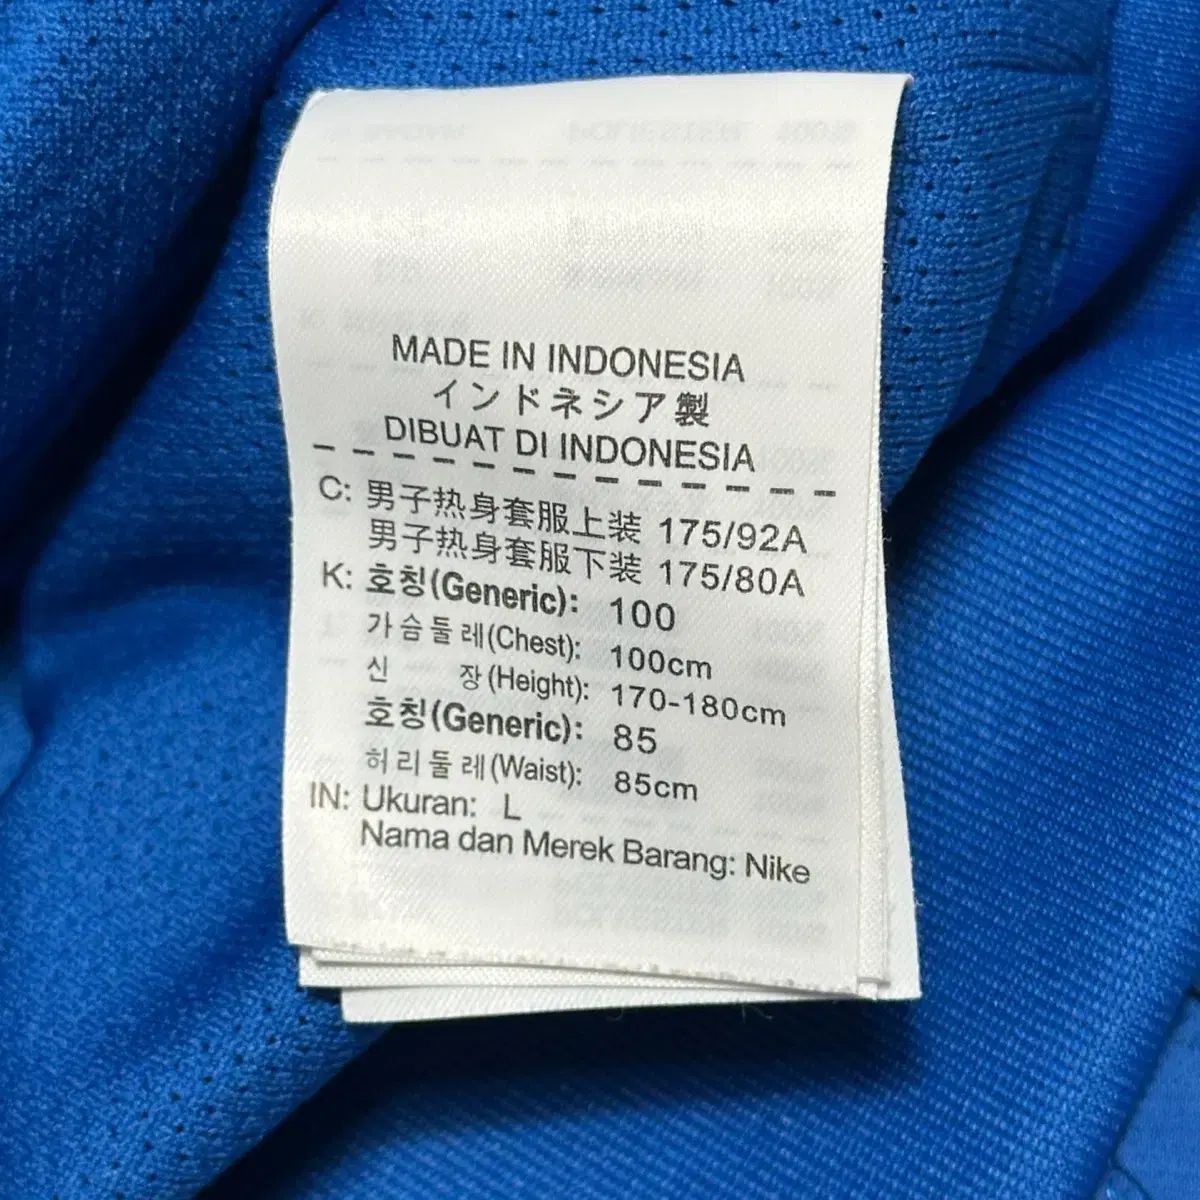 MADE IN INDONESIA
インドネシア製
DIBUAT DI INDONESIA
C: 男子热身套服上装 175/92A
男子热身套服下装 175/80A
K: 호칭(Generic): 100
가슴둘레(Chest): 100cm
신 장(Height): 170-180cm
호칭(Generic): 85
허리둘레(Waist): 85cm
IN: Ukuran: L
Nama dan Merek Barang: Nike